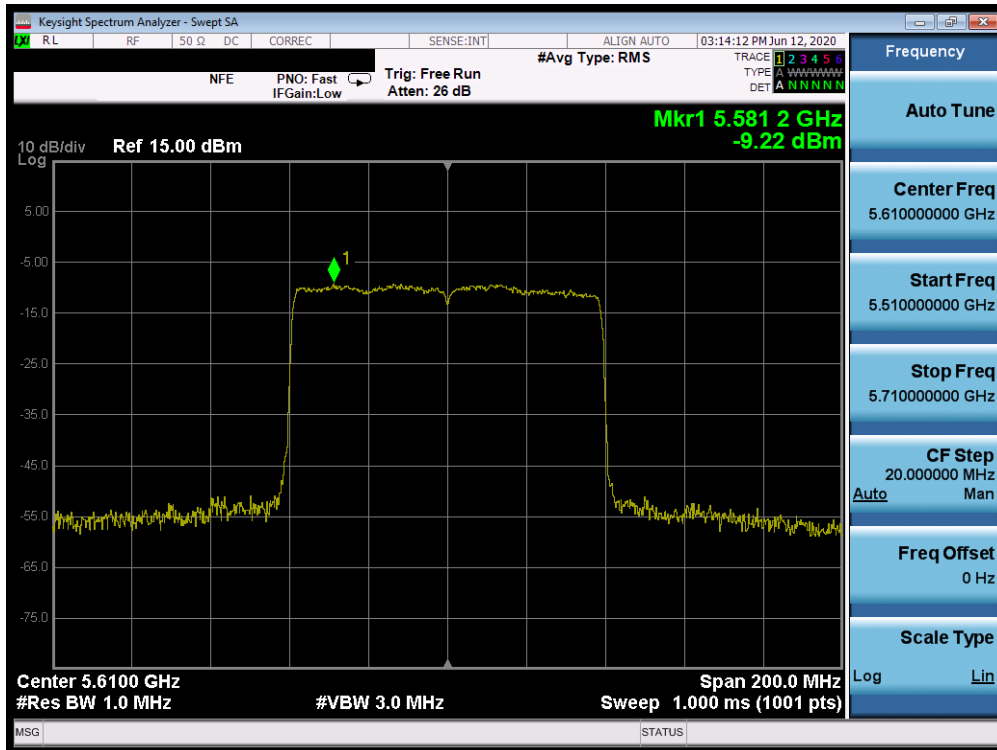 Keysight Spectrum Analyzer - Swept SA
LXI RL RF 50 Ω DC CORREC SENSE:INT ALIGN AUTO 03:14:12 PM Jun 12, 2020
#Avg Type: RMS TRACE 1 2 3 4 5 6
NFE PNO: Fast Trig: Free Run TYPE A WWWWW
IFGain:Low Atten: 26 dB DET A N N N N N
Mkr1 5.581 2 GHz
-9.22 dBm
10 dB/div Ref 15.00 dBm
Log
5.00
-5.00
-15.0
-25.0
-35.0
-45.0
-55.0
-65.0
-75.0
1
Center 5.6100 GHz Span 200.0 MHz
#Res BW 1.0 MHz #VBW 3.0 MHz Sweep 1.000 ms (1001 pts)
MSG STATUS
Frequency
Auto Tune
Center Freq
5.610000000 GHz
Start Freq
5.510000000 GHz
Stop Freq
5.710000000 GHz
CF Step
20.000000 MHz
Auto Man
Freq Offset
0 Hz
Scale Type
Log Lin